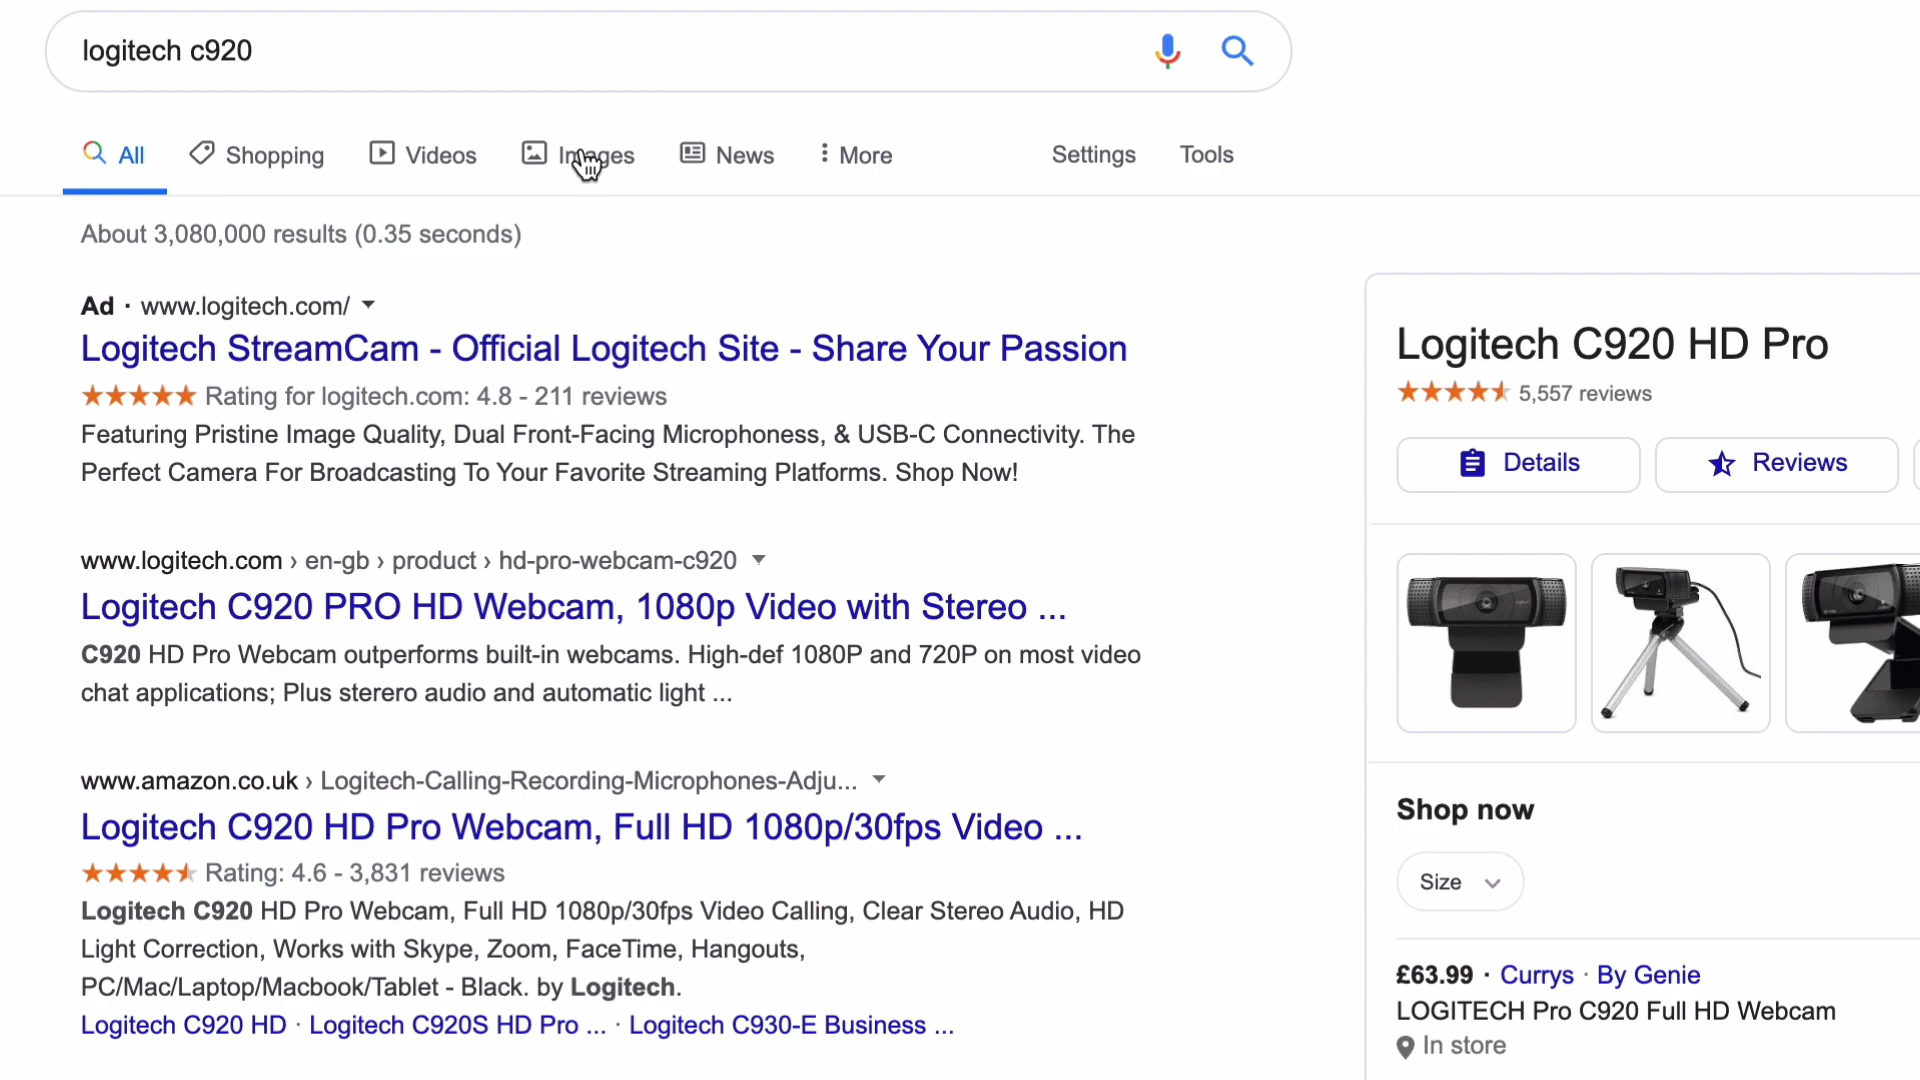 logitech c920
All Shopping Videos Images News More Settings Tools
About 3,080,000 results (0.35 seconds)
Ad · www.logitech.com/
Logitech StreamCam - Official Logitech Site - Share Your Passion
Rating for logitech.com: 4.8 - 211 reviews
Featuring Pristine Image Quality, Dual Front-Facing Microphoness, & USB-C Connectivity. The
Perfect Camera For Broadcasting To Your Favorite Streaming Platforms. Shop Now!
www.logitech.com › en-gb › product › hd-pro-webcam-c920
Logitech C920 PRO HD Webcam, 1080p Video with Stereo ...
C920 HD Pro Webcam outperforms built-in webcams. High-def 1080P and 720P on most video
chat applications; Plus sterero audio and automatic light ...
www.amazon.co.uk › Logitech-Calling-Recording-Microphones-Adju...
Logitech C920 HD Pro Webcam, Full HD 1080p/30fps Video ...
Rating: 4.6 - 3,831 reviews
Logitech C920 HD Pro Webcam, Full HD 1080p/30fps Video Calling, Clear Stereo Audio, HD
Light Correction, Works with Skype, Zoom, FaceTime, Hangouts,
PC/Mac/Laptop/Macbook/Tablet - Black. by Logitech.
Logitech C920 HD · Logitech C920S HD Pro ... · Logitech C930-E Business ...
Logitech C920 HD Pro
5,557 reviews
Details Reviews
Shop now
Size
£63.99 · Currys · By Genie
LOGITECH Pro C920 Full HD Webcam
In store